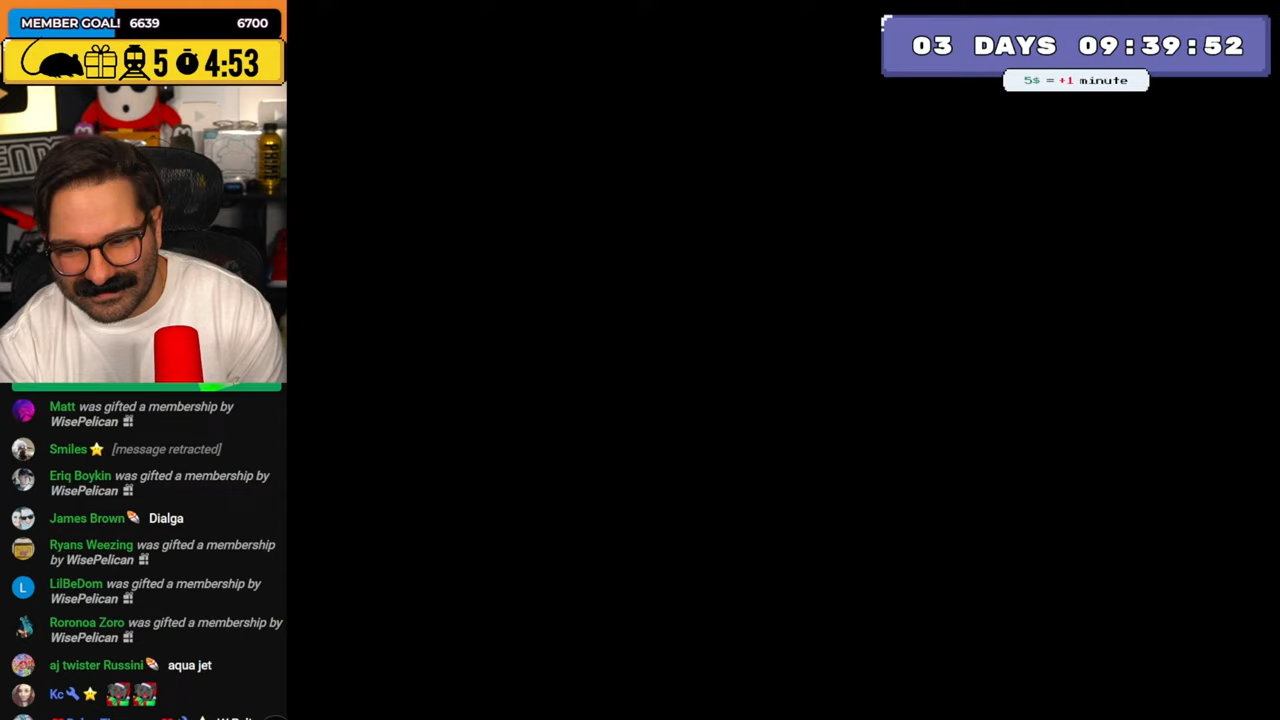 MEMBER GOAL! 6639 6700
5 4:53
03 DAYS 09:39:52
5$ = +1 minute
Matt was gifted a membership by
WisePelican
Smiles [message retracted]
Eriq Boykin was gifted a membership by
WisePelican
James Brown Dialga
Ryans Weezing was gifted a membership
by WisePelican
L LilBeDom was gifted a membership by
WisePelican
Roronoa Zoro was gifted a membership by
WisePelican
aj twister Russini aqua jet
Kc